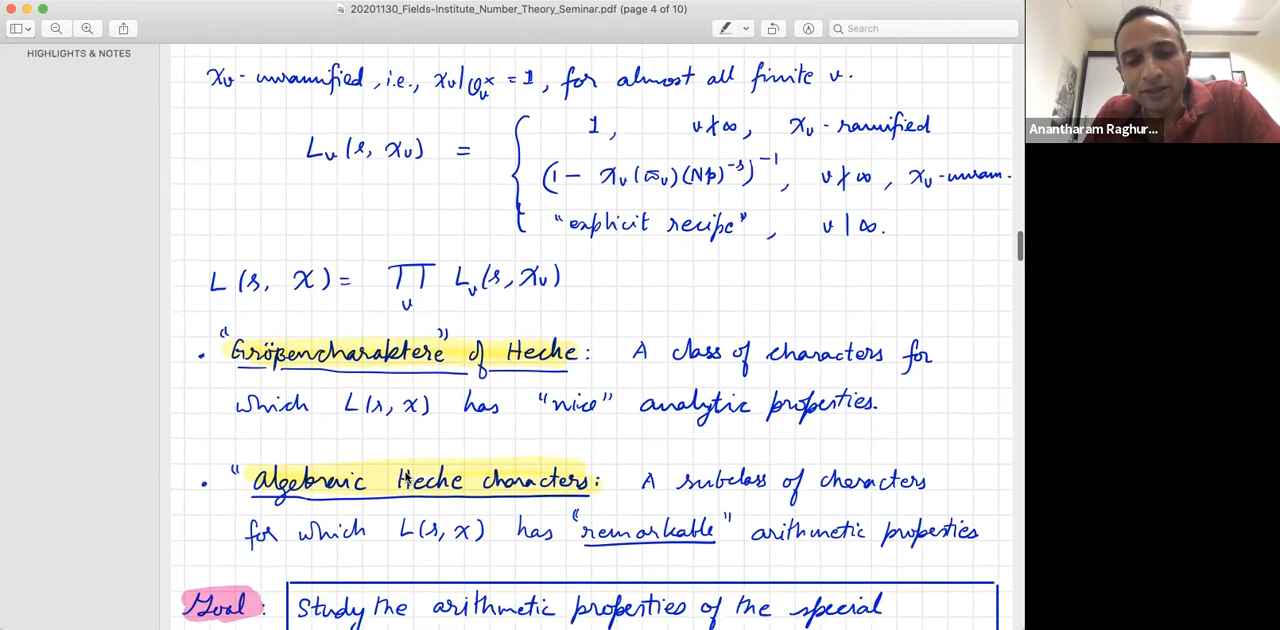 20201130_Fields-Institute_Number_Theory_Seminar.pdf (page 4 of 10)
Search
HIGHLIGHTS & NOTES
Anantharam Raghur...
χv - unramified, i.e., χv|O_v^x = 1, for almost all finite v.
1, v∤∞, χv - ramified
Lv(s, χv) = { (1 - χv(ϖv)(Np)^-s)^-1, v∤∞, χv - unram.
"explicit recipe", v|∞.
L(s, χ) = ∏_v Lv(s, χv)
• "Größencharaktere" of Hecke: A class of characters for
which L(s, χ) has "nice" analytic properties.
• "Algebraic Hecke characters: A subclass of characters
for which L(s, χ) has "remarkable" arithmetic properties
Goal: Study the arithmetic properties of the special